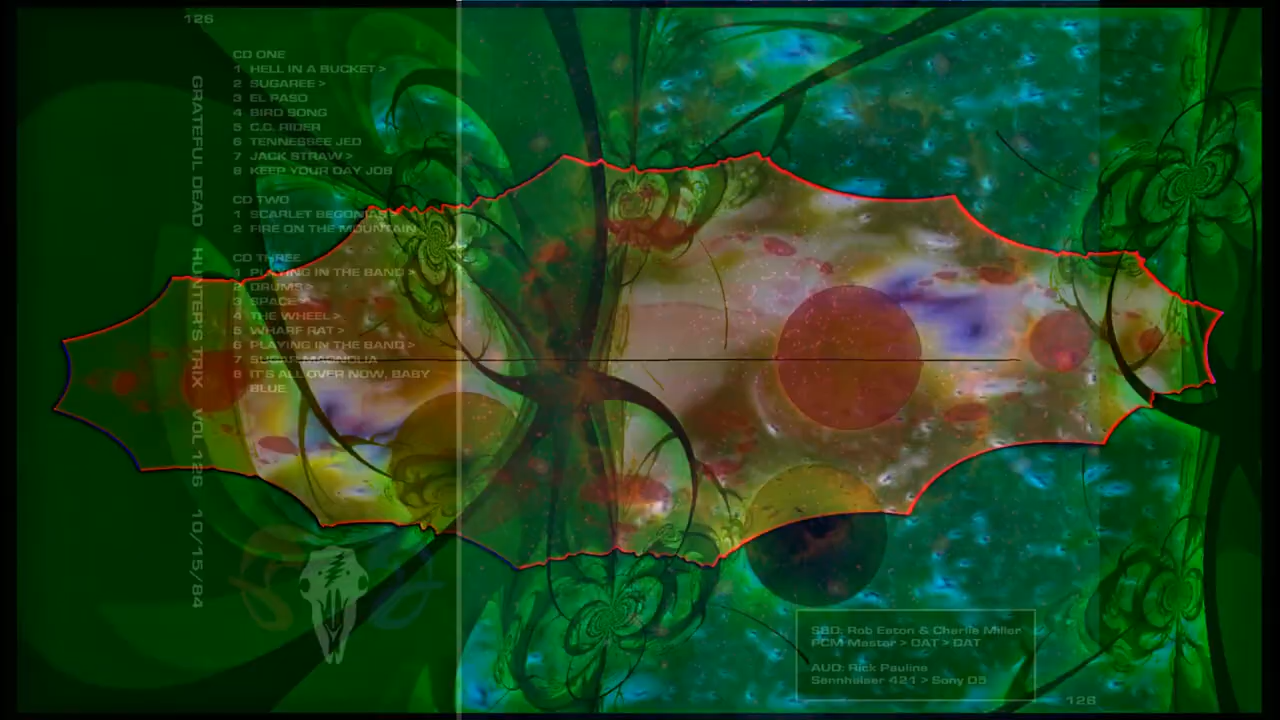 126
GRATEFUL DEAD HUNTER'S TRIX VOL 126 10/15/84
CD ONE
1 HELL IN A BUCKET >
2 SUGAREE >
3 EL PASO
4 BIRD SONG
5 C.C. RIDER
6 TENNESSEE JED
7 JACK STRAW >
8 KEEP YOUR DAY JOB
CD TWO
1 SCARLET BEGONIAS >
2 FIRE ON THE MOUNTAIN
CD THREE
1 PLAYING IN THE BAND >
2 DRUMS >
3 SPACE >
4 THE WHEEL >
5 WHARF RAT >
6 PLAYING IN THE BAND >
7 SUGAR MAGNOLIA
8 IT'S ALL OVER NOW, BABY
BLUE
SBD: Rob Eaton & Charlie Miller
PCM Master > DAT > DAT
AUD: Rick Pauline
Sennheiser 421 > Sony D5
126